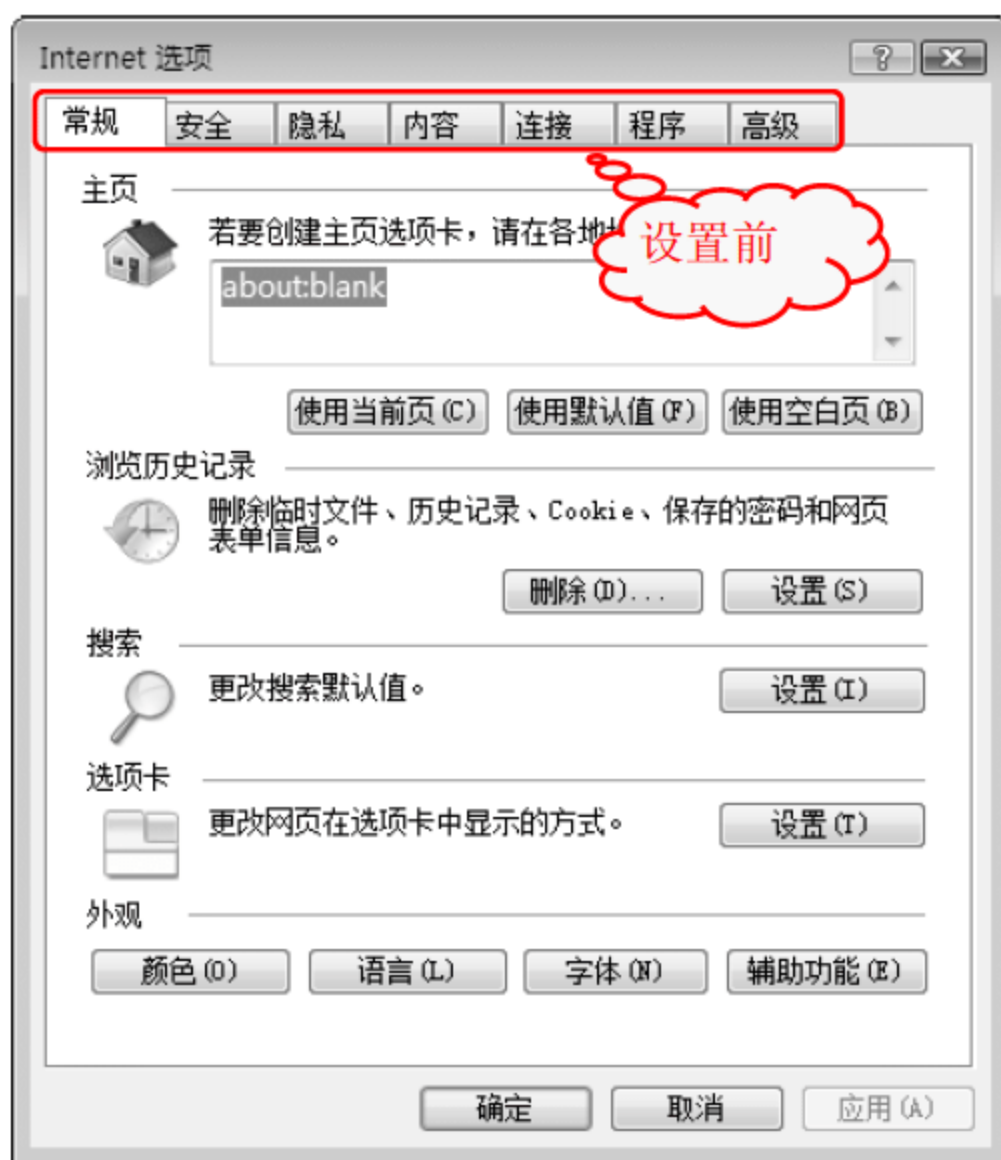 Internet 选项
常规 安全 隐私 内容 连接 程序 高级
设置前
主页
若要创建主页选项卡，请在各地
about:blank
使用当前页(C) 使用默认值(F) 使用空白页(B)
浏览历史记录
删除临时文件、历史记录、Cookie、保存的密码和网页
表单信息。
删除(D)... 设置(S)
搜索
更改搜索默认值。
设置(I)
选项卡
更改网页在选项卡中显示的方式。
设置(T)
外观
颜色(O) 语言(L) 字体(N) 辅助功能(E)
确定 取消 应用(A)